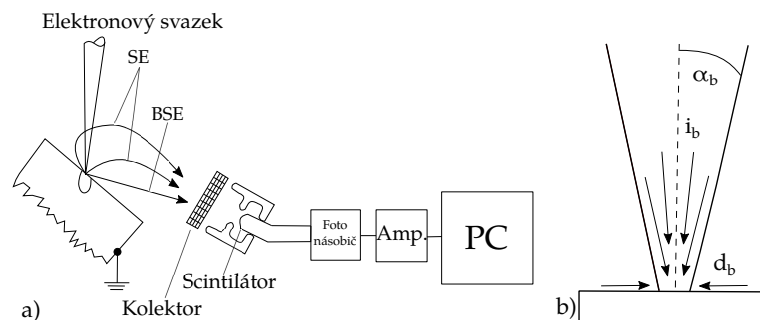 Elektronový svazek
SE
BSE
Foto
násobič
Amp.
PC
Scintilátor
Kolektor
a)
α_b
i_b
d_b
b)